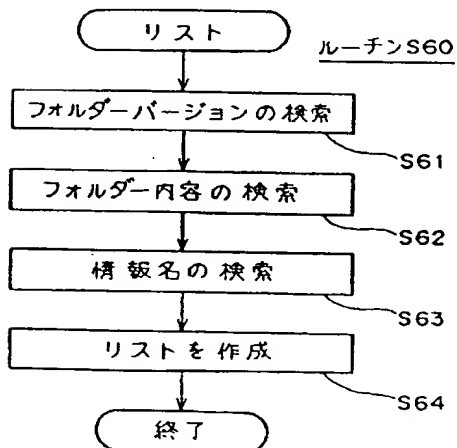 リスト
ルーチンS60
フォルダーバージョンの検索
S61
フォルダー内容の検索
S62
情報名の検索
S63
リストを作成
S64
終了